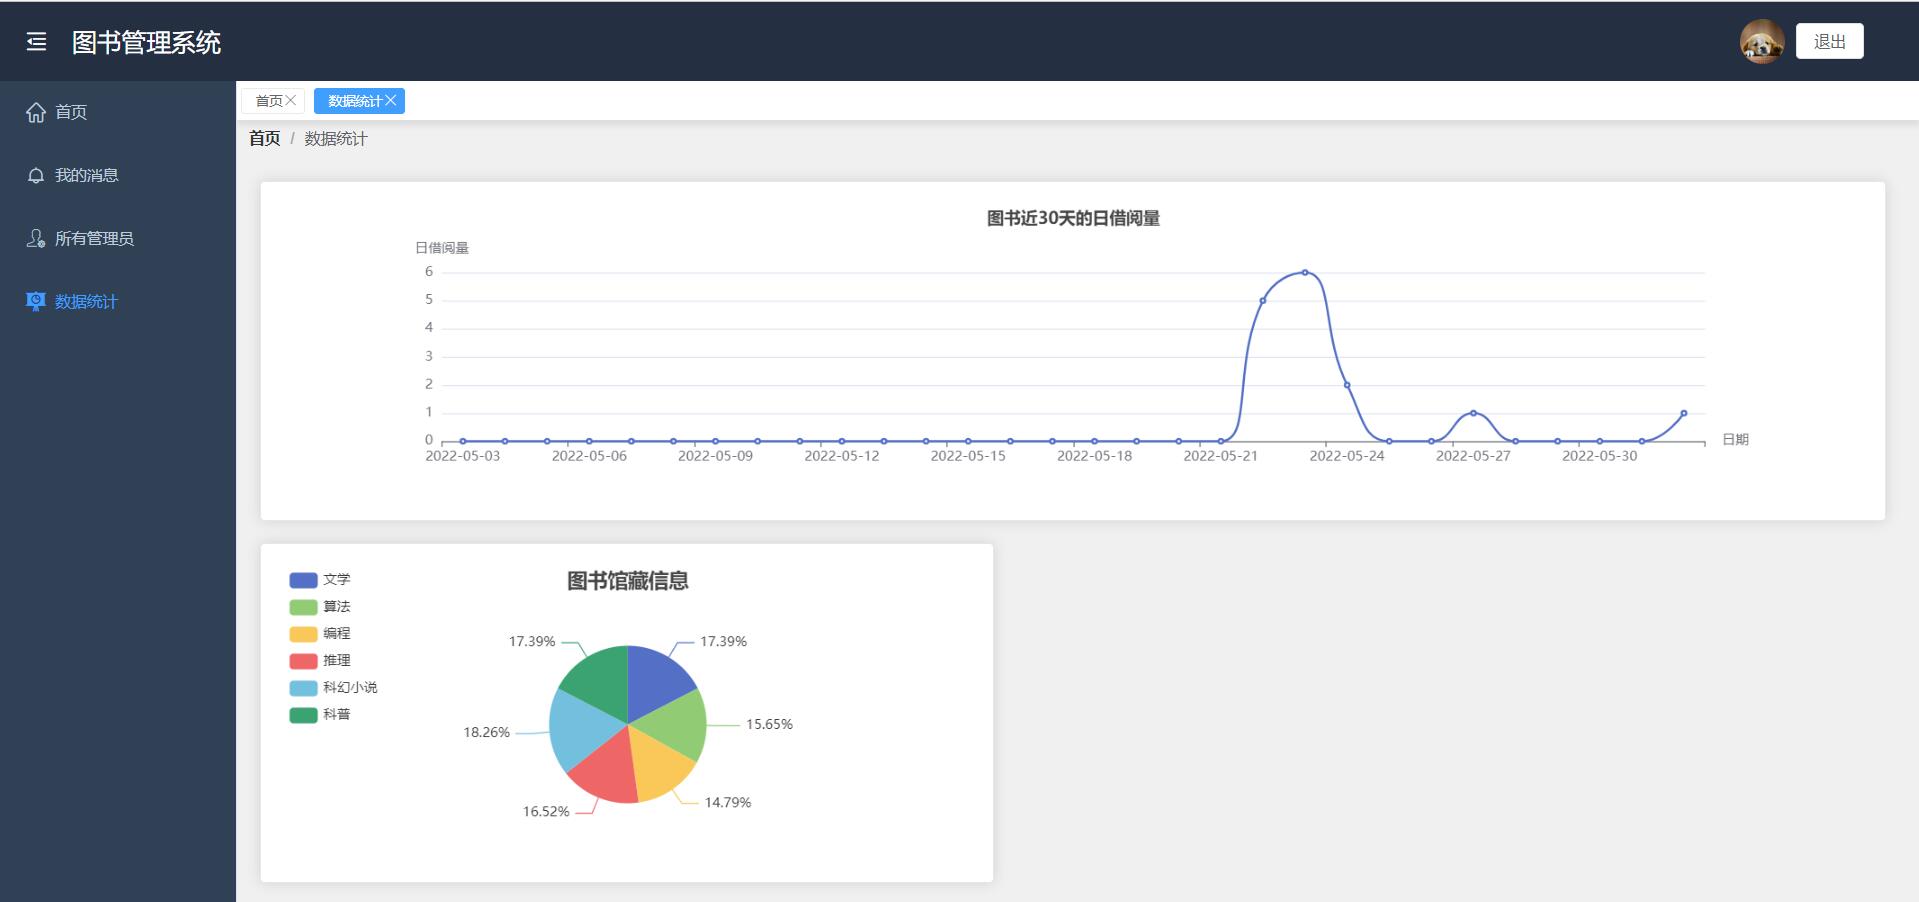 图书管理系统
退出
首页
我的消息
所有管理员
数据统计
首页 数据统计
首页 / 数据统计
图书近30天的日借阅量
日借阅量
6
5
4
3
2
1
0
日期
2022-05-03 2022-05-06 2022-05-09 2022-05-12 2022-05-15 2022-05-18 2022-05-21 2022-05-24 2022-05-27 2022-05-30
图书馆藏信息
文学
算法
编程
推理
科幻小说
科普
17.39% 17.39%
15.65%
18.26%
14.79%
16.52%